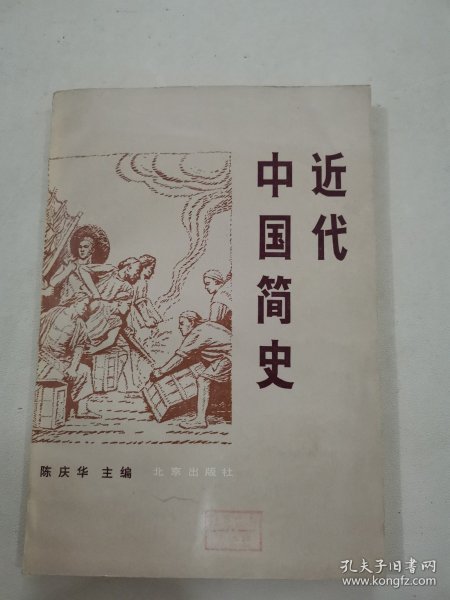 近代
中国简史
陈庆华 主编 北京出版社
孔夫子旧书网
www.kongfz.com